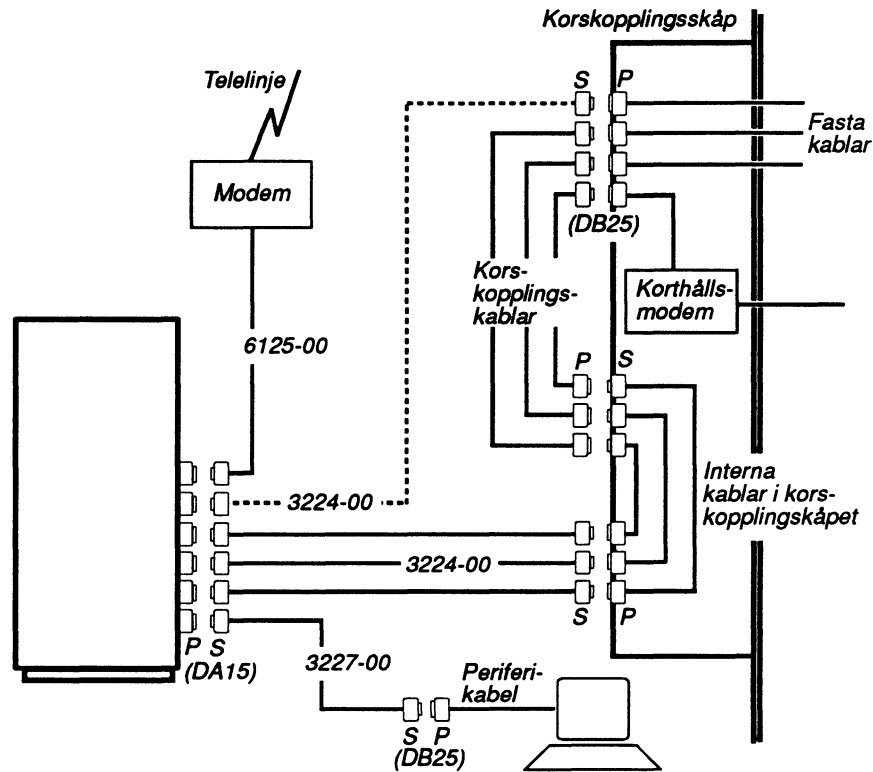 Korskopplingsskåp
Telelinje
S P
Fasta
kablar
Modem
(DB25)
Kors-
kopplings-
kablar
Korthålls-
modem
6125-00
P S
Interna
kablar i kors-
kopplingskåpet
3224-00
3224-00
S P
P S
(DA15)
3227-00
Periferi-
kabel
S P
(DB25)